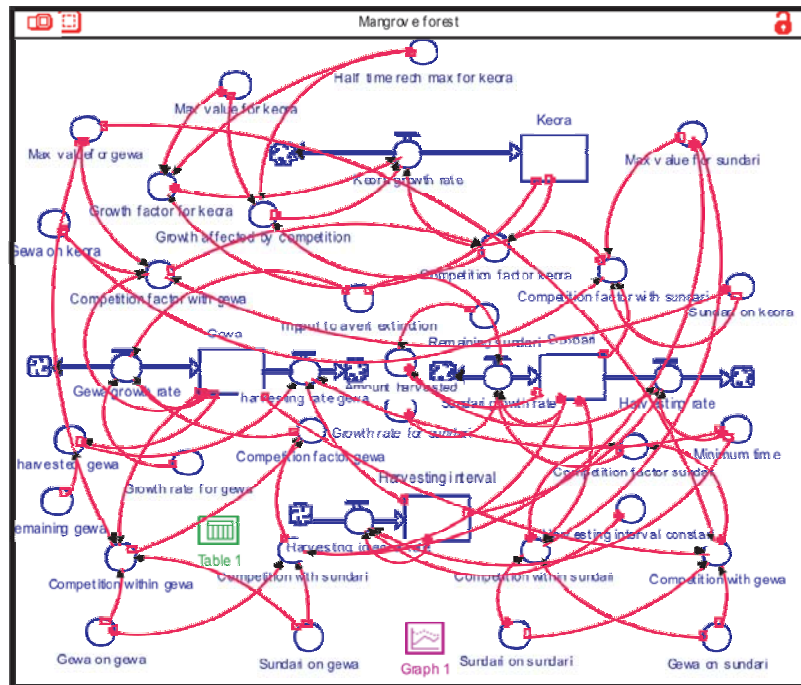 Mangrove forest
Half time rech max for keora
Max value for keora
Keora
Max value for gewa
Max value for sundari
Keora growth rate
Growth factor for keora
Growth affected by competition
Gewa on keora
Competition factor keora
Competition factor with gewa
Competition factor with sundari
Sundari on keora
Input to avert extinction
Gewa
Remaining sundari
Sundari
Gewa growth rate
harvesting rate gewa
Amount harvested
Sundari growth rate
Harvesting rate
Growth rate for sundari
harvested gewa
Competition factor gewa
Competition factor sundari
Minimum time
Growth rate for gewa
Harvesting interval
Remaining gewa
Table 1
Harvesting interval
Harvesting interval constant
Competition within gewa
Competition with sundari
Competition within sundari
Competition with gewa
Gewa on gewa
Sundari on gewa
Graph 1
Sundari on sundari
Gewa on sundari